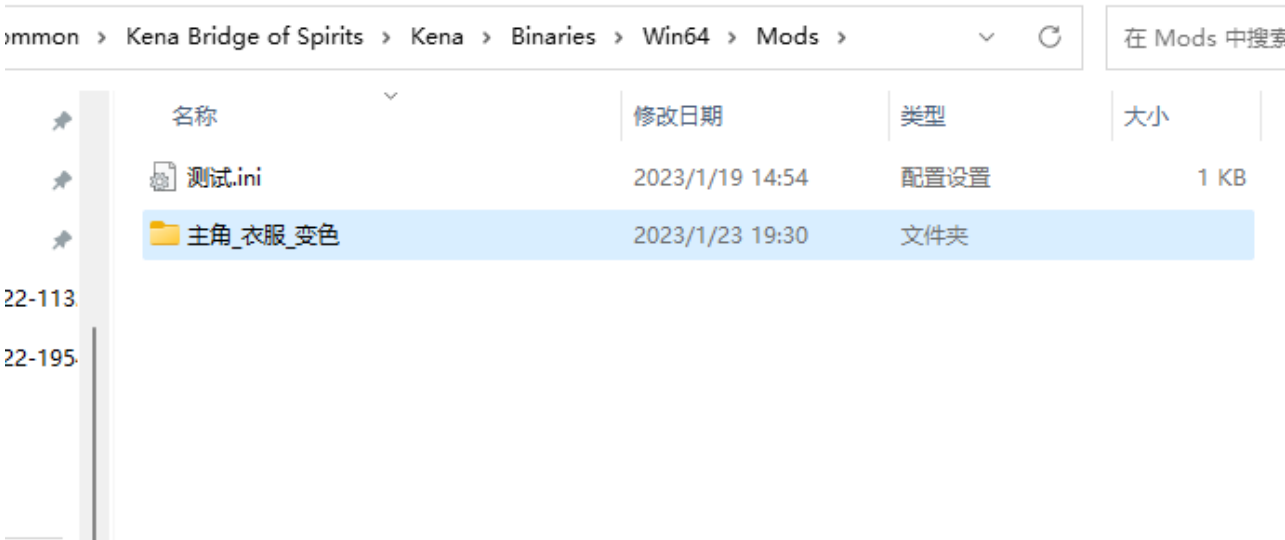 ommon > Kena Bridge of Spirits > Kena > Binaries > Win64 > Mods > 在 Mods 中搜索
名称 修改日期 类型 大小
测试.ini 2023/1/19 14:54 配置设置 1 KB
主角_衣服_变色 2023/1/23 19:30 文件夹
22-113
22-195